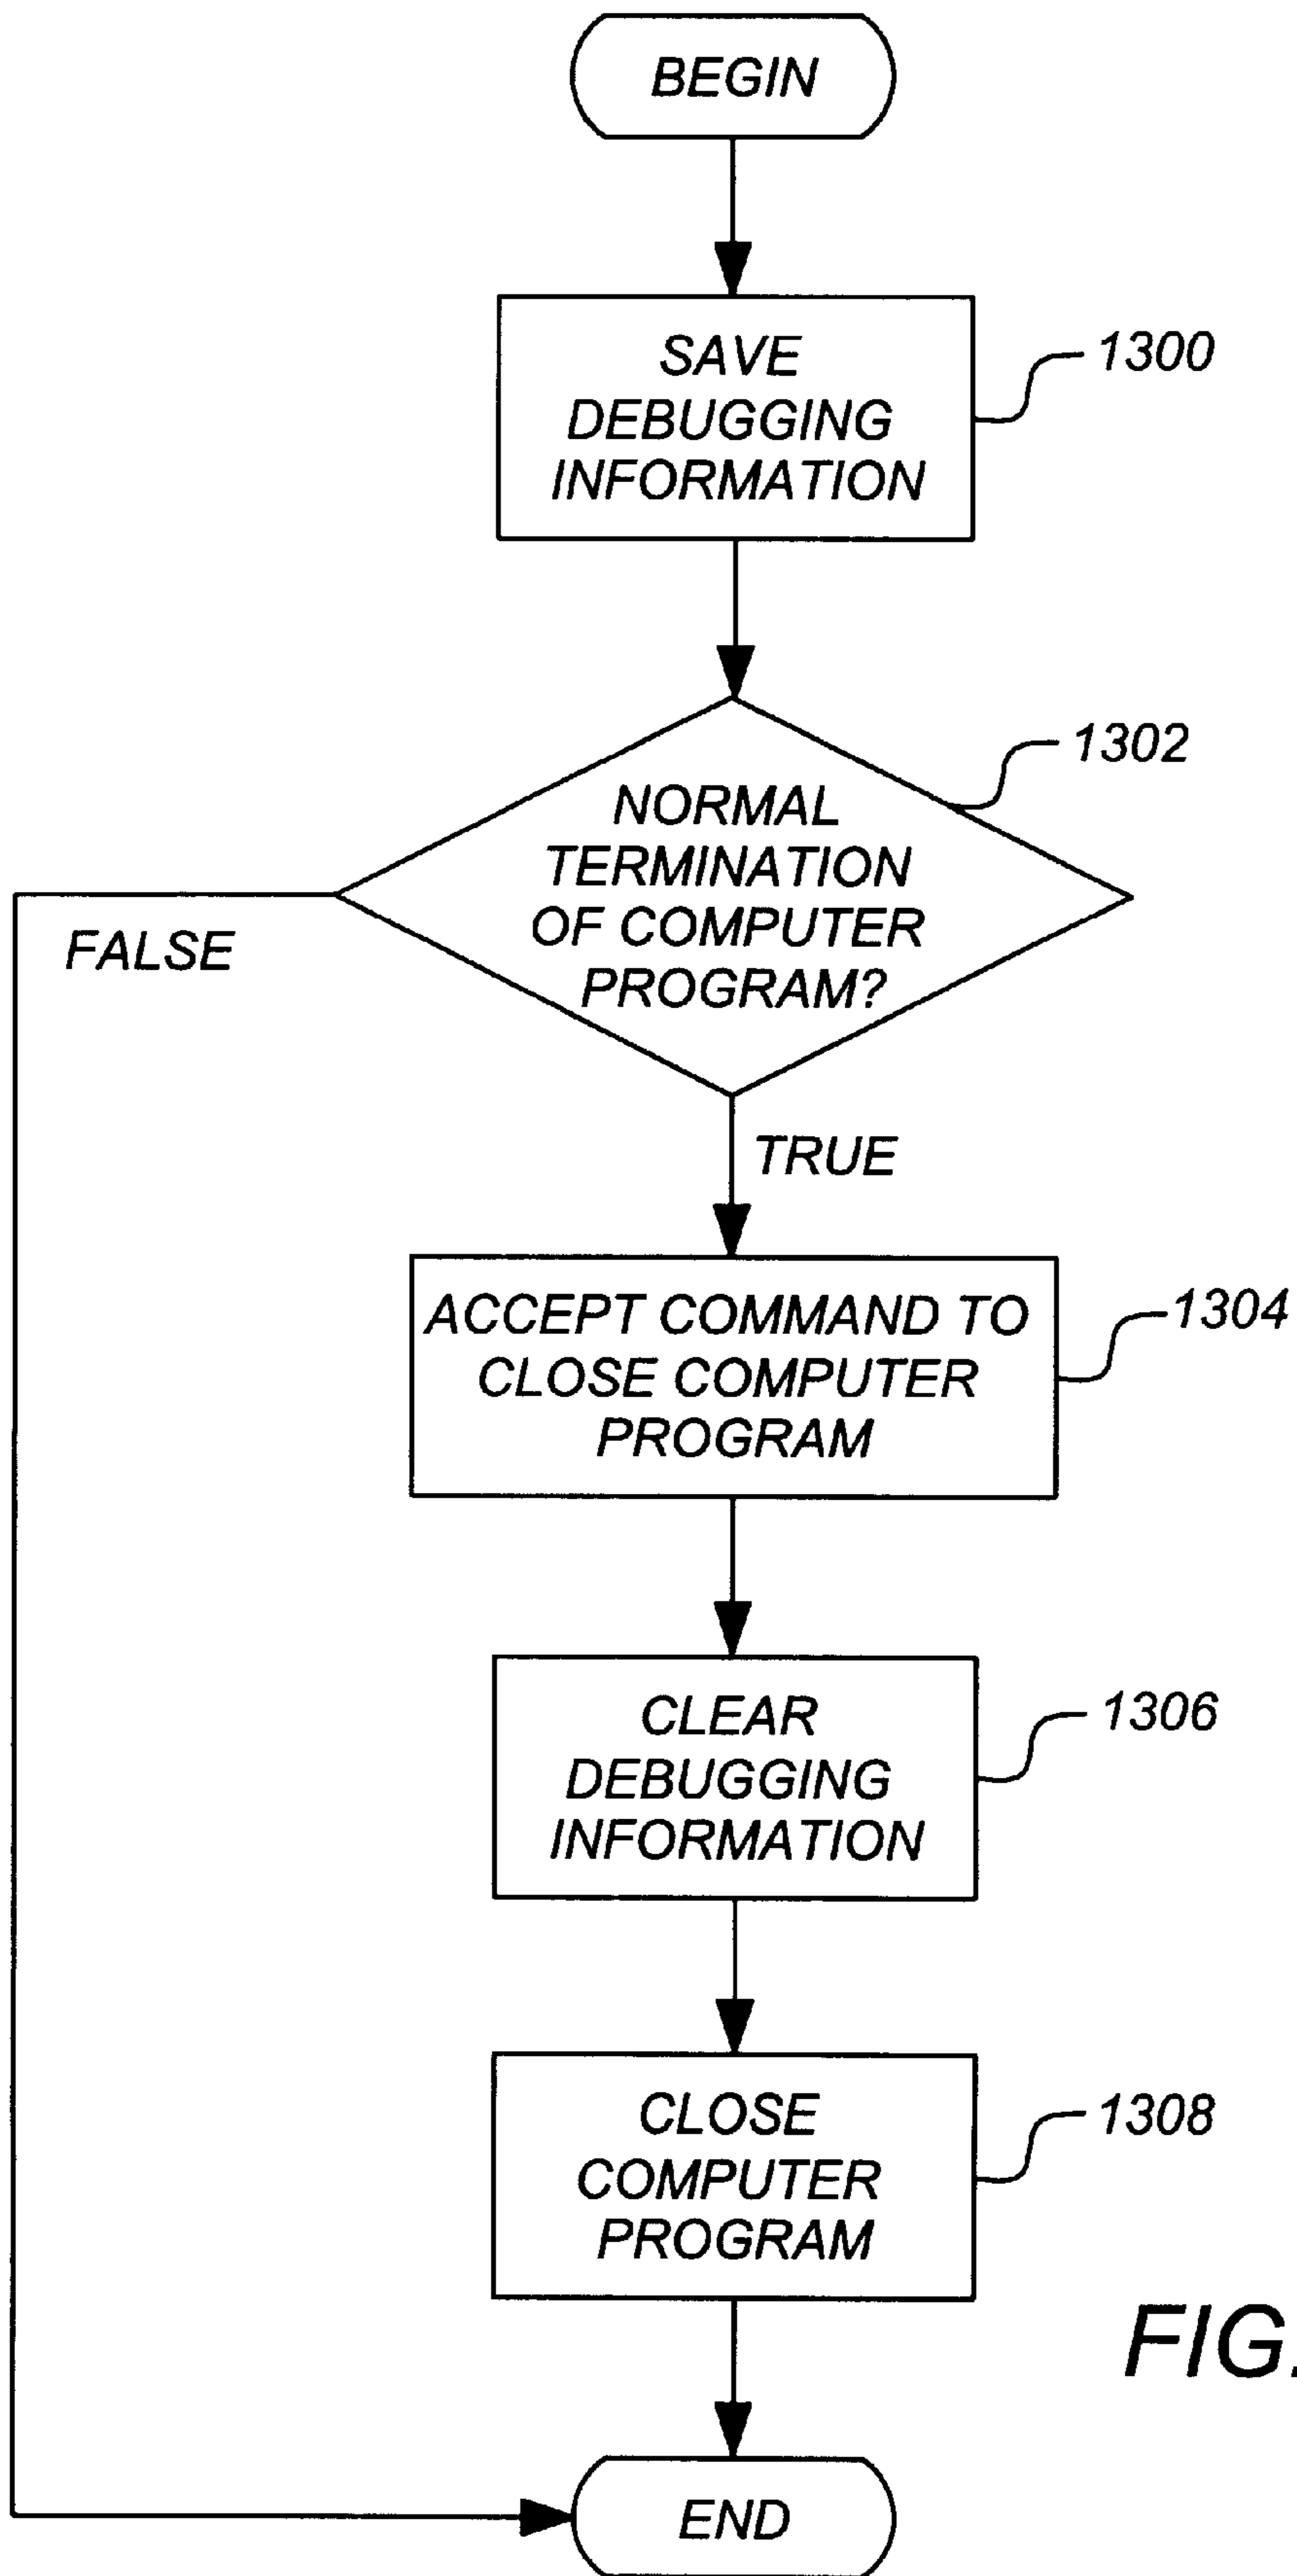 BEGIN
SAVE
DEBUGGING
INFORMATION
1300
1302
NORMAL
TERMINATION
OF COMPUTER
PROGRAM?
FALSE
TRUE
ACCEPT COMMAND TO
CLOSE COMPUTER
PROGRAM
1304
CLEAR
DEBUGGING
INFORMATION
1306
CLOSE
COMPUTER
PROGRAM
1308
FIG.
END